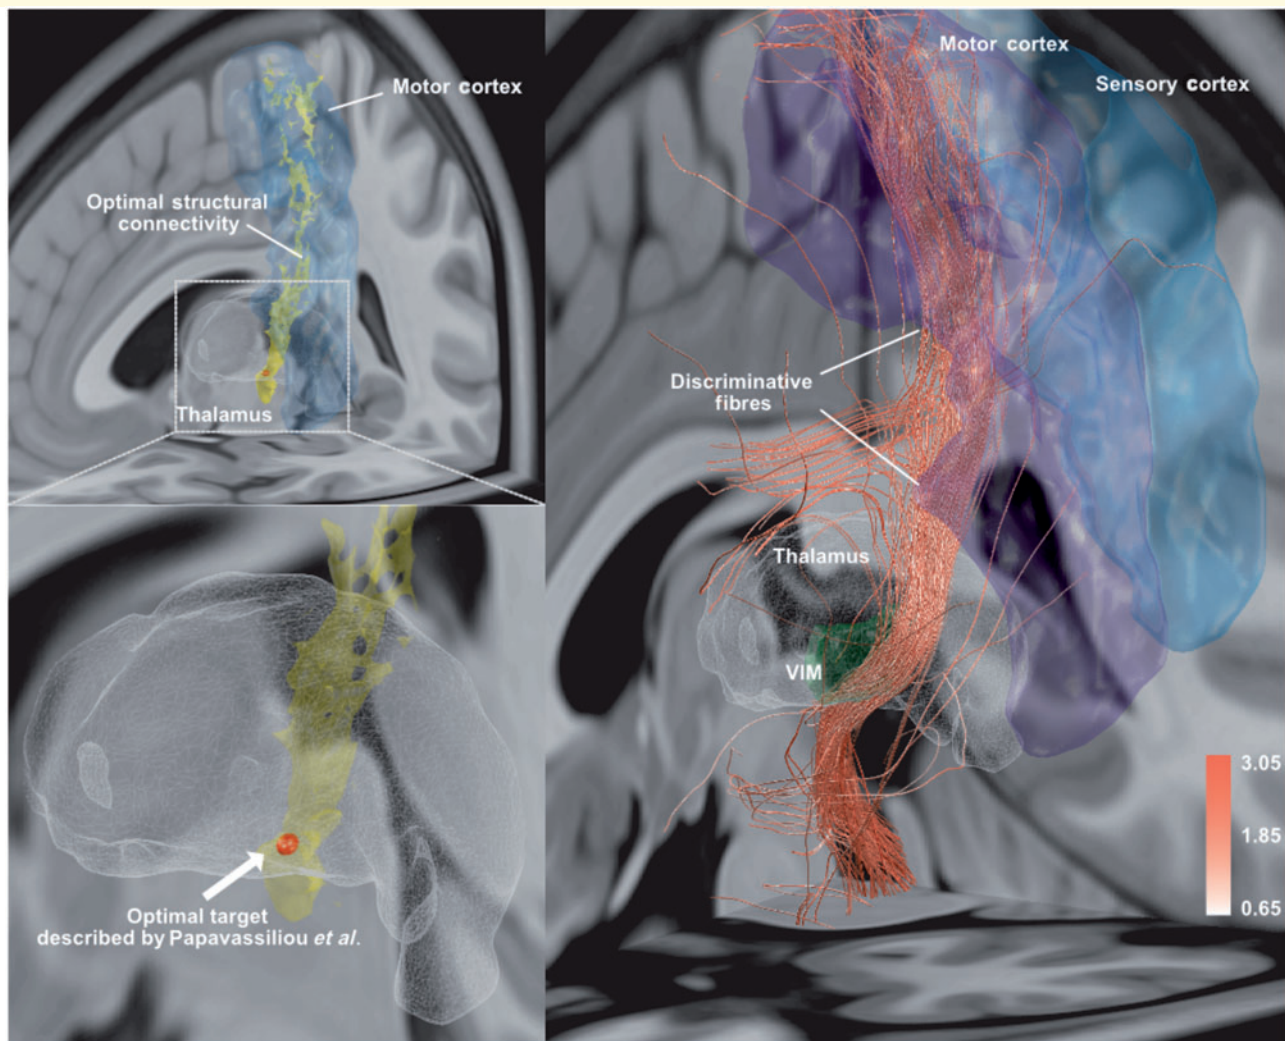 Motor cortex
Optimal structural
connectivity
Thalamus
Optimal target
described by Papavassiliou et al.
Motor cortex
Sensory cortex
Discriminative
fibres
Thalamus
VIM
3.05
1.85
0.65